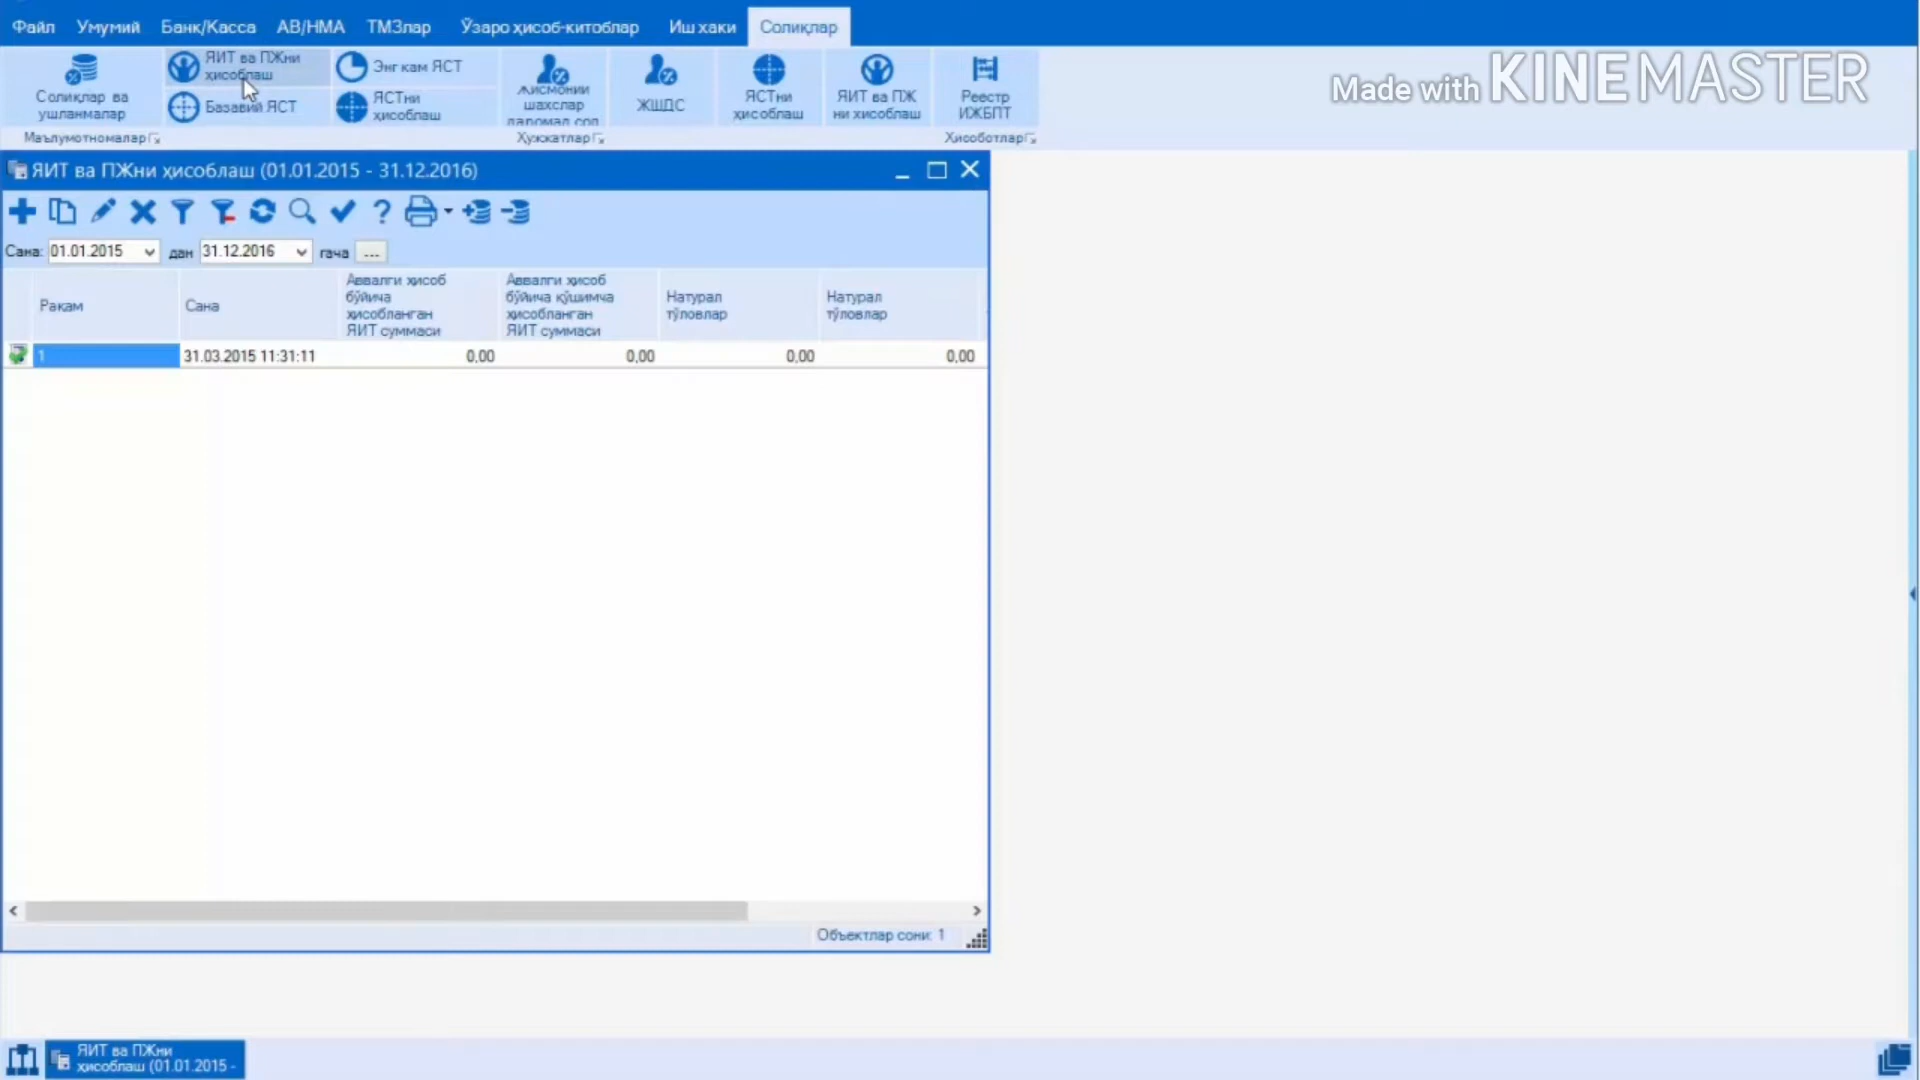 Файл Умумий Банк/Касса АВ/НМА ТМЗлар Ўзаро ҳисоб-китоблар Иш хаки Солиқлар
Солиқлар ва
ушланмалар
ЯИТ ва ПЖни
ҳисоблаш
Базавий ЯСТ
Энг кам ЯСТ
ЯСТни
ҳисоблаш
Жисмоний
шахслар
даромад сол
ЖШДС
ЯСТни
ҳисоблаш
ЯИТ ва ПЖ
ни ҳисоблаш
Реестр
ИЖБПТ
Маълумотномалар
Ҳужжатлар
Ҳисоботлар
Made with KINEMASTER
ЯИТ ва ПЖни ҳисоблаш (01.01.2015 - 31.12.2016)
Сана: 01.01.2015 дан 31.12.2016 гача ...
Рақам
Сана
Аввалги ҳисоб
бўйича
ҳисобланган
ЯИТ суммаси
Аввалги ҳисоб
бўйича қўшимча
ҳисобланган
ЯИТ суммаси
Натурал
тўловлар
Натурал
тўловлар
1 31.03.2015 11:31:11 0,00 0,00 0,00 0,00
Объектлар сони: 1
ЯИТ ва ПЖни
ҳисоблаш (01.01.2015 -